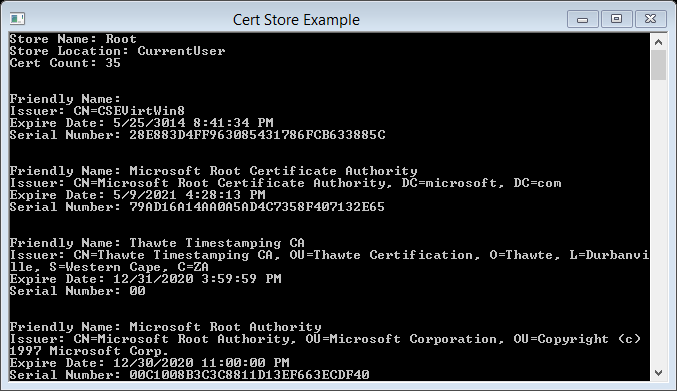 Cert Store Example
Store Name: Root
Store Location: CurrentUser
Cert Count: 35
Friendly Name:
Issuer: CN=CSEVirtWin8
Expire Date: 5/25/3014 8:41:34 PM
Serial Number: 28E883D4FF963085431786FCB633885C
Friendly Name: Microsoft Root Certificate Authority
Issuer: CN=Microsoft Root Certificate Authority, DC=microsoft, DC=com
Expire Date: 5/9/2021 4:28:13 PM
Serial Number: 79AD16A14AA0A5AD4C7358F407132E65
Friendly Name: Thawte Timestamping CA
Issuer: CN=Thawte Timestamping CA, OU=Thawte Certification, O=Thawte, L=Durbanvi
lle, S=Western Cape, C=ZA
Expire Date: 12/31/2020 3:59:59 PM
Serial Number: 00
Friendly Name: Microsoft Root Authority
Issuer: CN=Microsoft Root Authority, OU=Microsoft Corporation, OU=Copyright (c)
1997 Microsoft Corp.
Expire Date: 12/30/2020 11:00:00 PM
Serial Number: 00C1008B3C3C8811D13EF663ECDF40